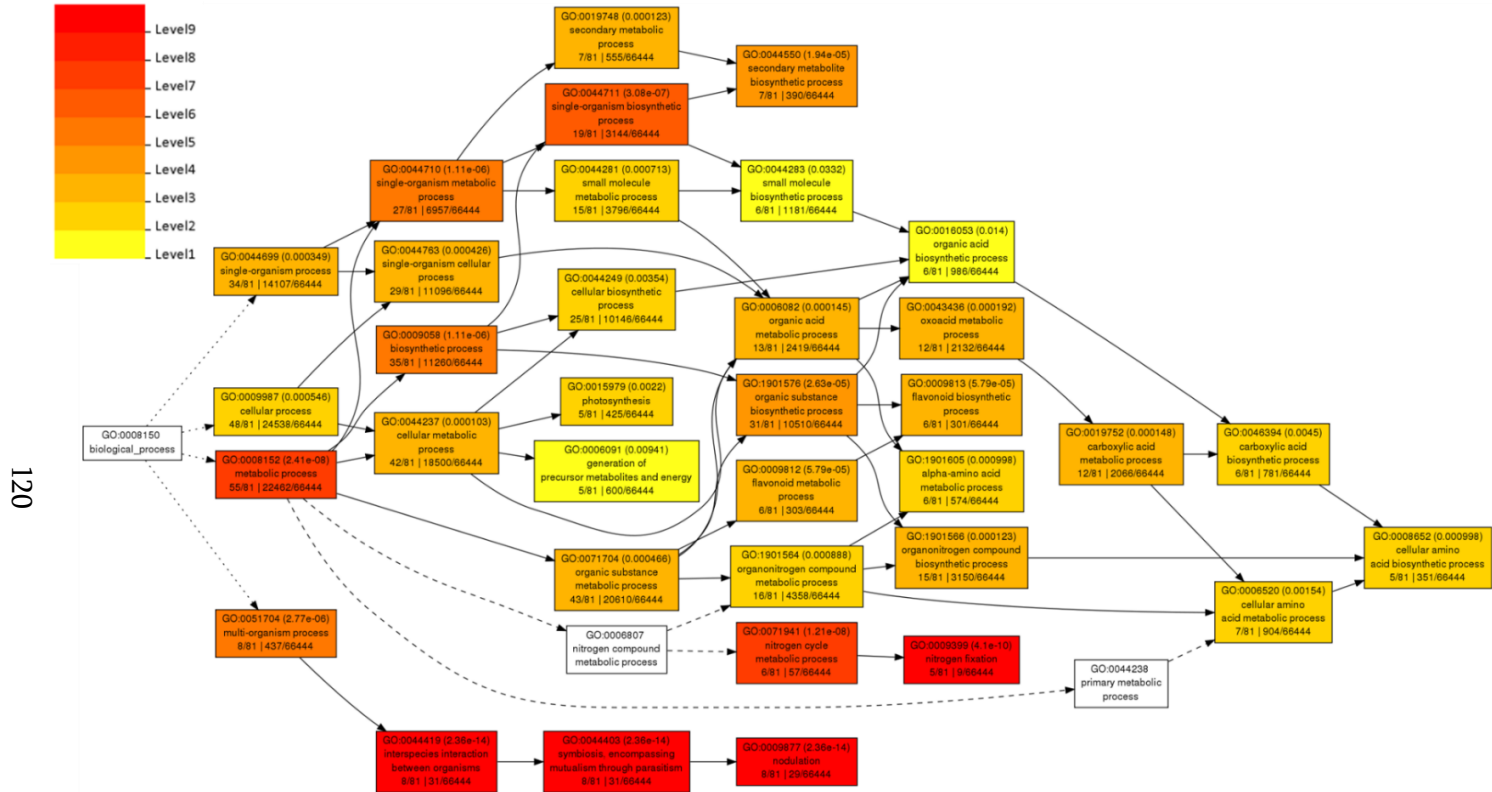 Level9
Level8
Level7
Level6
Level5
Level4
Level3
Level2
Level1
120
GO:0008150
biological_process
GO:0044699 (0.000349)
single-organism process
34/81 | 14107/66444
GO:0009987 (0.000546)
cellular process
48/81 | 24538/66444
GO:0008152 (2.41e-08)
metabolic process
55/81 | 22462/66444
GO:0051704 (2.77e-06)
multi-organism process
8/81 | 437/66444
GO:0044710 (1.11e-06)
single-organism metabolic
process
27/81 | 6957/66444
GO:0044763 (0.000426)
single-organism cellular
process
29/81 | 11096/66444
GO:0009058 (1.11e-06)
biosynthetic process
35/81 | 11260/66444
GO:0044237 (0.000103)
cellular metabolic
process
42/81 | 18500/66444
GO:0044419 (2.36e-14)
interspecies interaction
between organisms
8/81 | 31/66444
GO:0019748 (0.000123)
secondary metabolic
process
7/81 | 555/66444
GO:0044711 (3.08e-07)
single-organism biosynthetic
process
19/81 | 3144/66444
GO:0044281 (0.000713)
small molecule
metabolic process
15/81 | 3796/66444
GO:0044249 (0.00354)
cellular biosynthetic
process
25/81 | 10146/66444
GO:0015979 (0.0022)
photosynthesis
5/81 | 425/66444
GO:0006091 (0.00941)
generation of
precursor metabolites and energy
5/81 | 600/66444
GO:0071704 (0.000466)
organic substance
metabolic process
43/81 | 20610/66444
GO:0006807
nitrogen compound
metabolic process
GO:0044403 (2.36e-14)
symbiosis, encompassing
mutualism through parasitism
8/81 | 31/66444
GO:0044550 (1.94e-05)
secondary metabolite
biosynthetic process
7/81 | 390/66444
GO:0044283 (0.0332)
small molecule
biosynthetic process
6/81 | 1181/66444
GO:0006082 (0.000145)
organic acid
metabolic process
13/81 | 2419/66444
GO:1901576 (2.63e-05)
organic substance
biosynthetic process
31/81 | 10510/66444
GO:0009812 (5.79e-05)
flavonoid metabolic
process
6/81 | 303/66444
GO:1901564 (0.000888)
organonitrogen compound
metabolic process
16/81 | 4358/66444
GO:0071941 (1.21e-08)
nitrogen cycle
metabolic process
6/81 | 57/66444
GO:0009877 (2.36e-14)
nodulation
8/81 | 29/66444
GO:0016053 (0.014)
organic acid
biosynthetic process
6/81 | 986/66444
GO:0043436 (0.000192)
oxoacid metabolic
process
12/81 | 2132/66444
GO:0009813 (5.79e-05)
flavonoid biosynthetic
process
6/81 | 301/66444
GO:1901605 (0.000998)
alpha-amino acid
metabolic process
6/81 | 574/66444
GO:1901566 (0.000123)
organonitrogen compound
biosynthetic process
15/81 | 3150/66444
GO:0009399 (4.1e-10)
nitrogen fixation
5/81 | 9/66444
GO:0019752 (0.000148)
carboxylic acid
metabolic process
12/81 | 2066/66444
GO:0044238
primary metabolic
process
GO:0046394 (0.0045)
carboxylic acid
biosynthetic process
6/81 | 781/66444
GO:0006520 (0.00154)
cellular amino
acid metabolic process
7/81 | 904/66444
GO:0008652 (0.000998)
cellular amino
acid biosynthetic process
5/81 | 351/66444